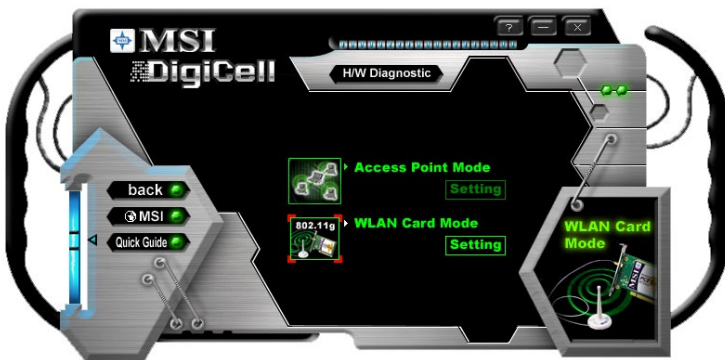 ? — X
MSI
DigiCell
H/W Diagnostic
back
MSI
Quick Guide
Access Point Mode
Setting
802.11g
WLAN Card Mode
Setting
WLAN Card
Mode
MSI